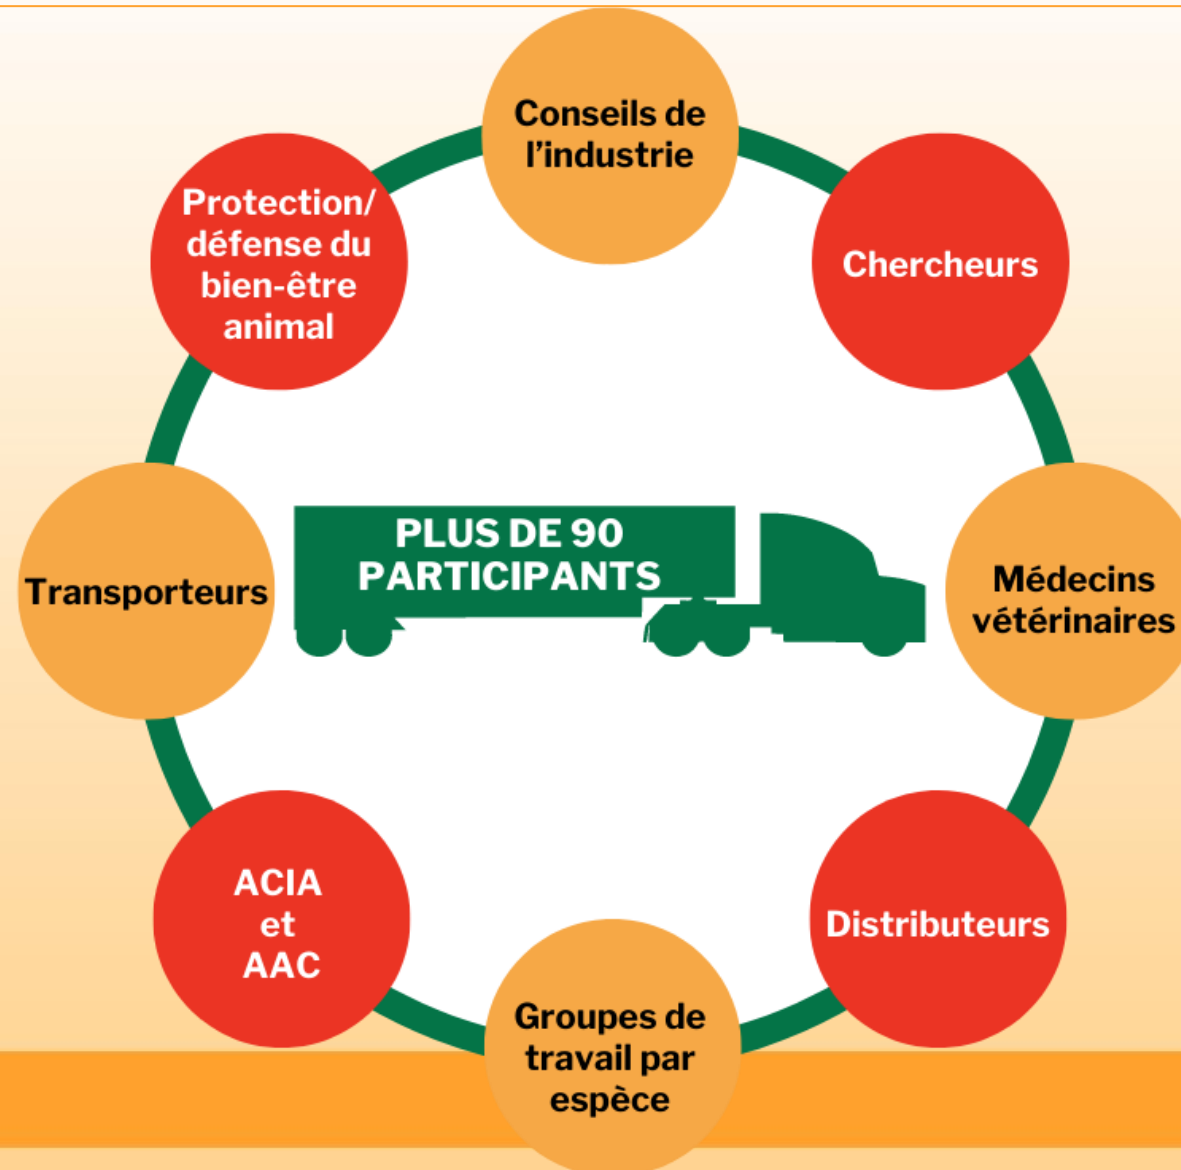 Conseils de
l’industrie
Protection/
défense du
bien-être
animal
Chercheurs
PLUS DE 90
PARTICIPANTS
Transporteurs
Médecins
vétérinaires
ACIA
et
AAC
Distributeurs
Groupes de
travail par
espèce